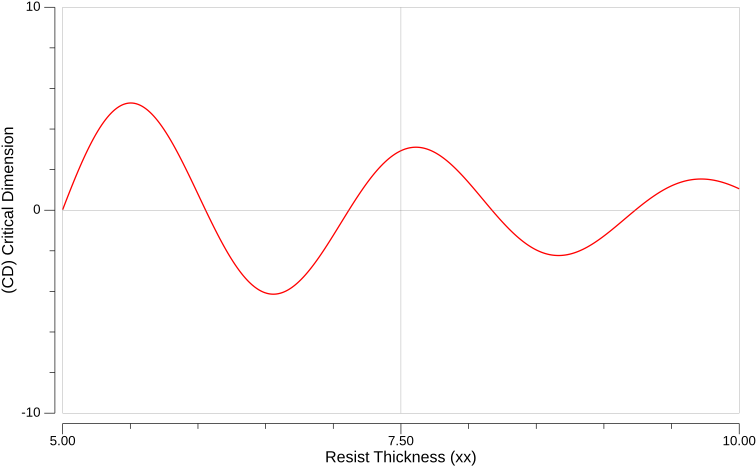 10
(CD) Critical Dimension
0
-10
5.00 7.50 10.00
Resist Thickness (xx)